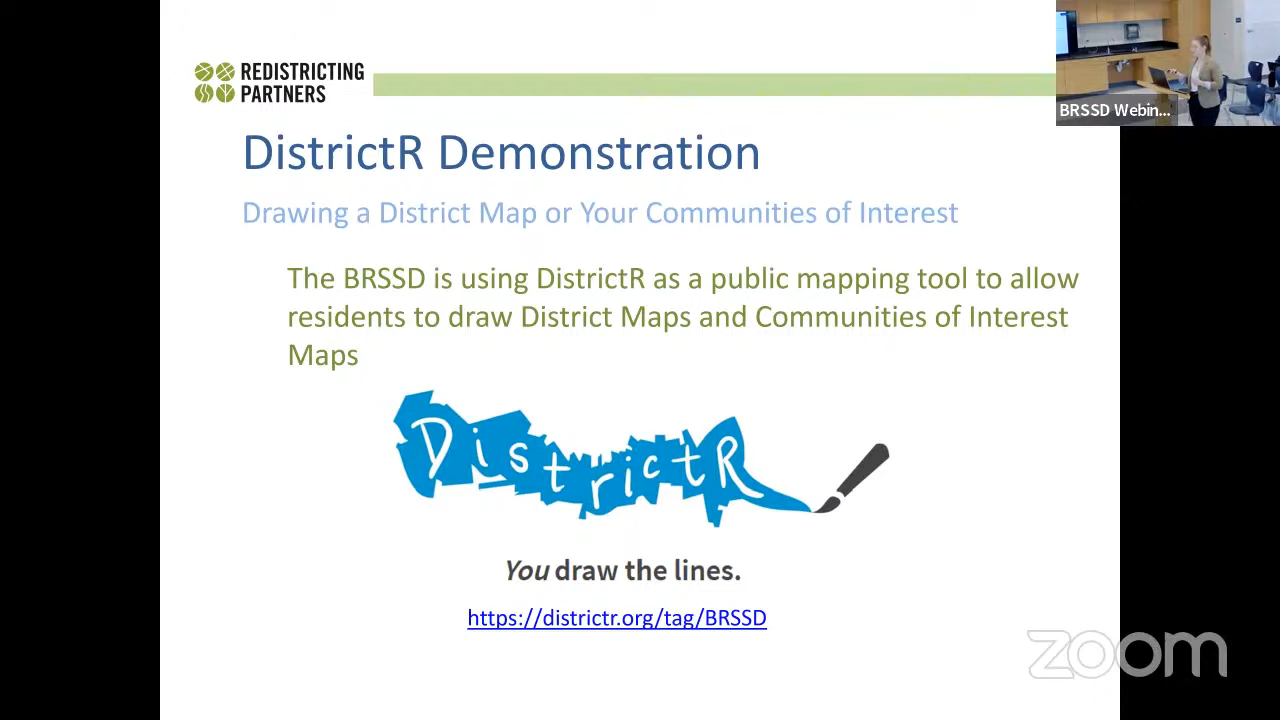 REDISTRICTING
PARTNERS
BRSSD Webin...
DistrictR Demonstration
Drawing a District Map or Your Communities of Interest
The BRSSD is using DistrictR as a public mapping tool to allow
residents to draw District Maps and Communities of Interest
Maps
DistrictR
You draw the lines.
https://districtr.org/tag/BRSSD
zoom